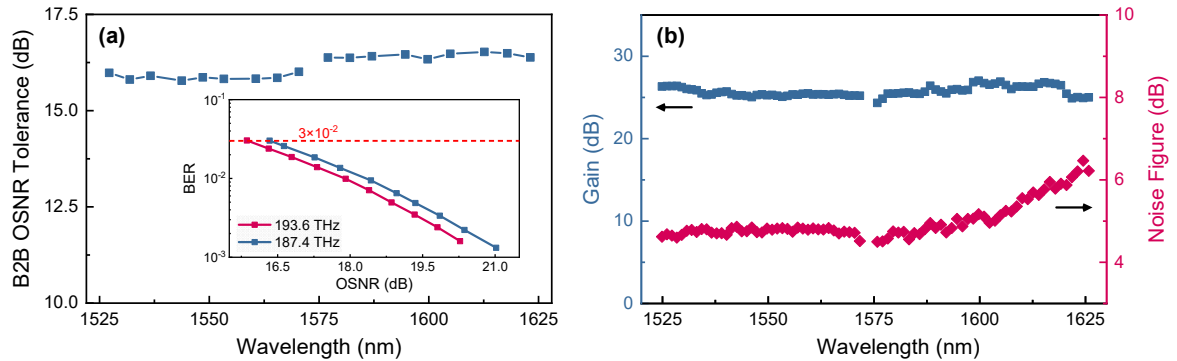 (a)
B2B OSNR Tolerance (dB)
17.5
15.0
12.5
10.0
1525
1550
1575
1600
1625
Wavelength (nm)
BER
10⁻¹
10⁻²
10⁻³
3×10⁻²
193.6 THz
187.4 THz
16.5
18.0
19.5
21.0
OSNR (dB)
(b)
Gain (dB)
30
20
10
0
1525
1550
1575
1600
1625
Wavelength (nm)
10
8
6
4
Noise Figure (dB)